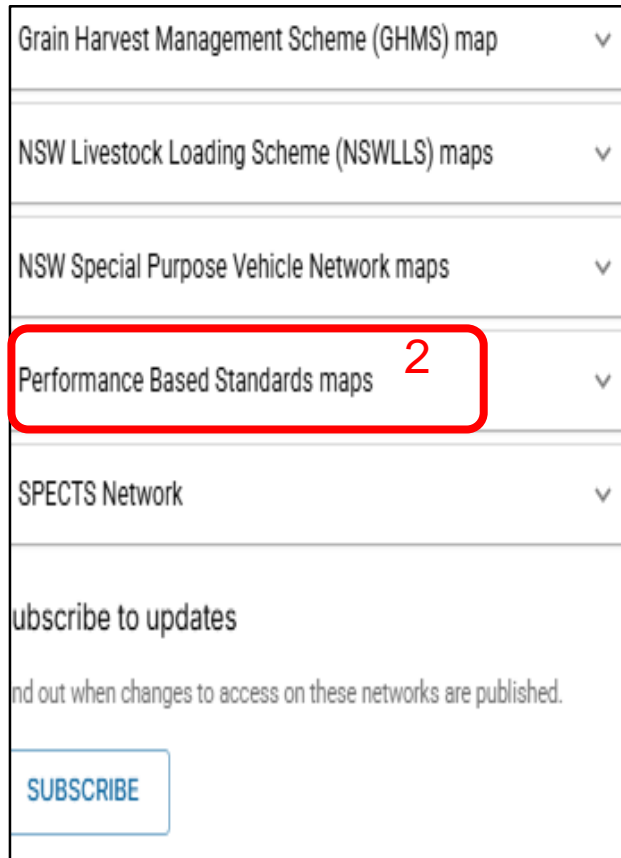 Grain Harvest Management Scheme (GHMS) map
NSW Livestock Loading Scheme (NSWLLS) maps
NSW Special Purpose Vehicle Network maps
2
Performance Based Standards maps
SPECTS Network
ubscribe to updates
nd out when changes to access on these networks are published.
SUBSCRIBE